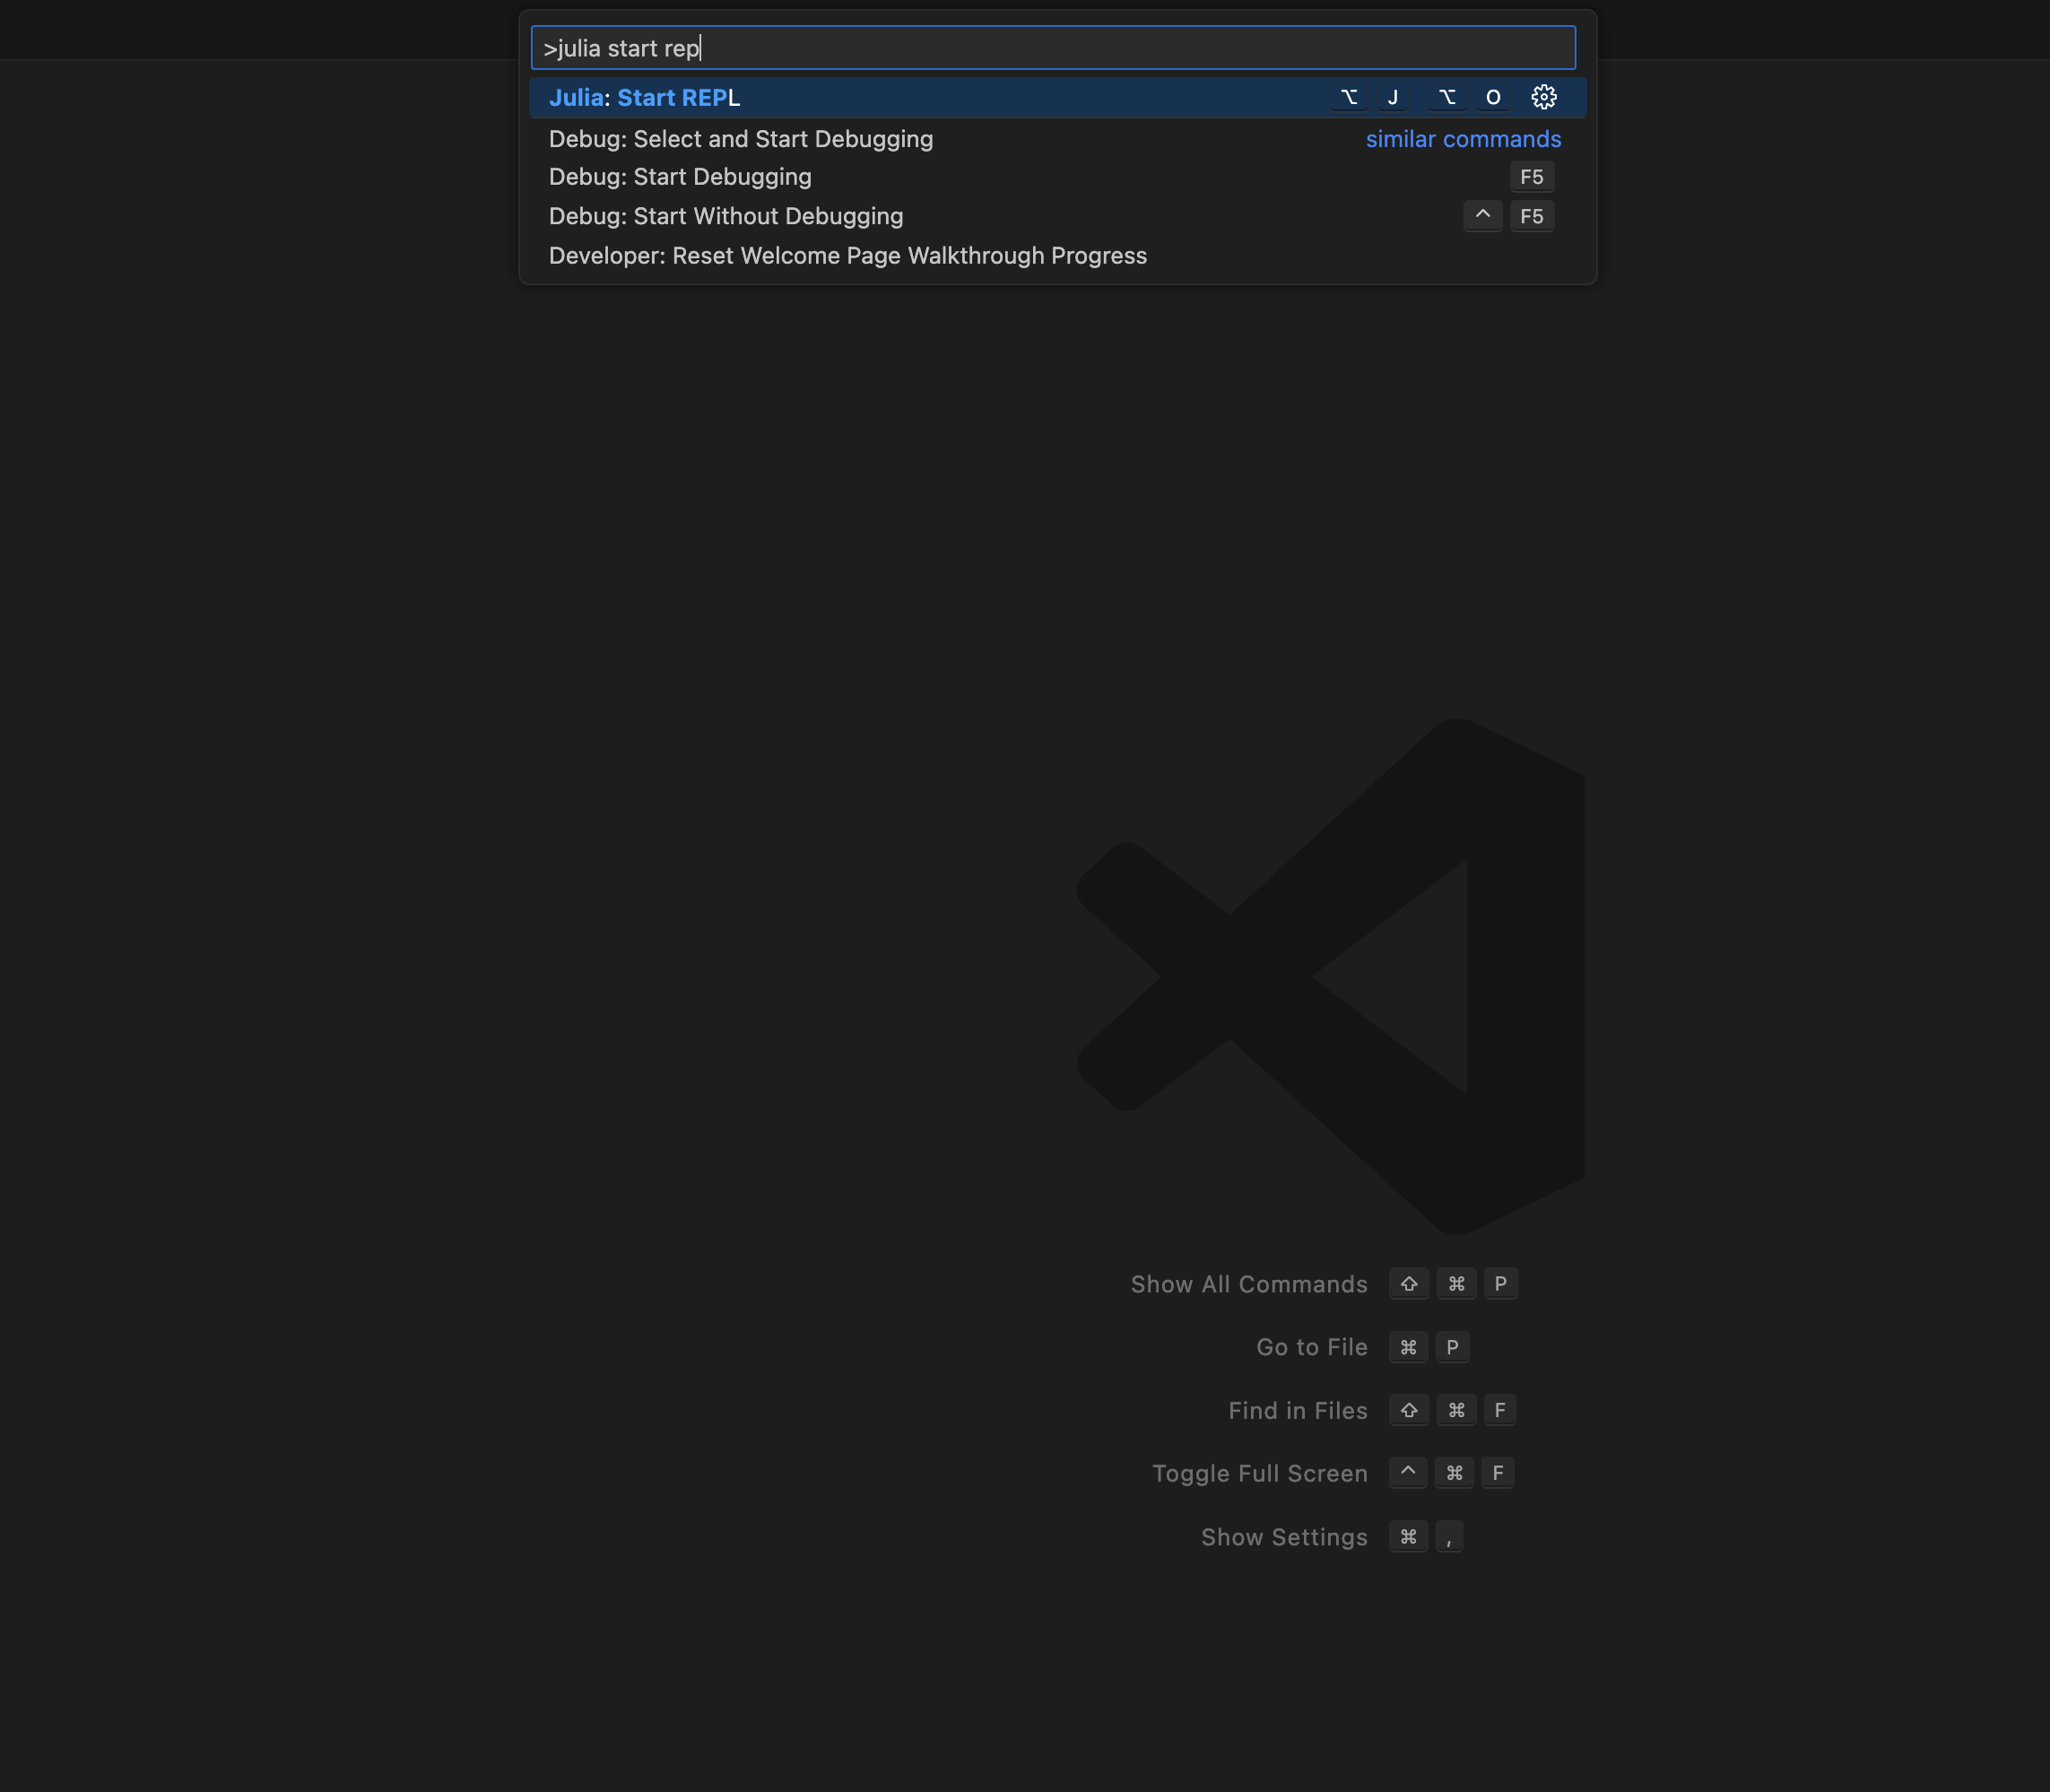 >julia start rep
Julia: Start REPL ⌥ J ⌥ O
Debug: Select and Start Debugging similar commands
Debug: Start Debugging F5
Debug: Start Without Debugging ^ F5
Developer: Reset Welcome Page Walkthrough Progress
Show All Commands ⇧ ⌘ P
Go to File ⌘ P
Find in Files ⇧ ⌘ F
Toggle Full Screen ^ ⌘ F
Show Settings ⌘ ,